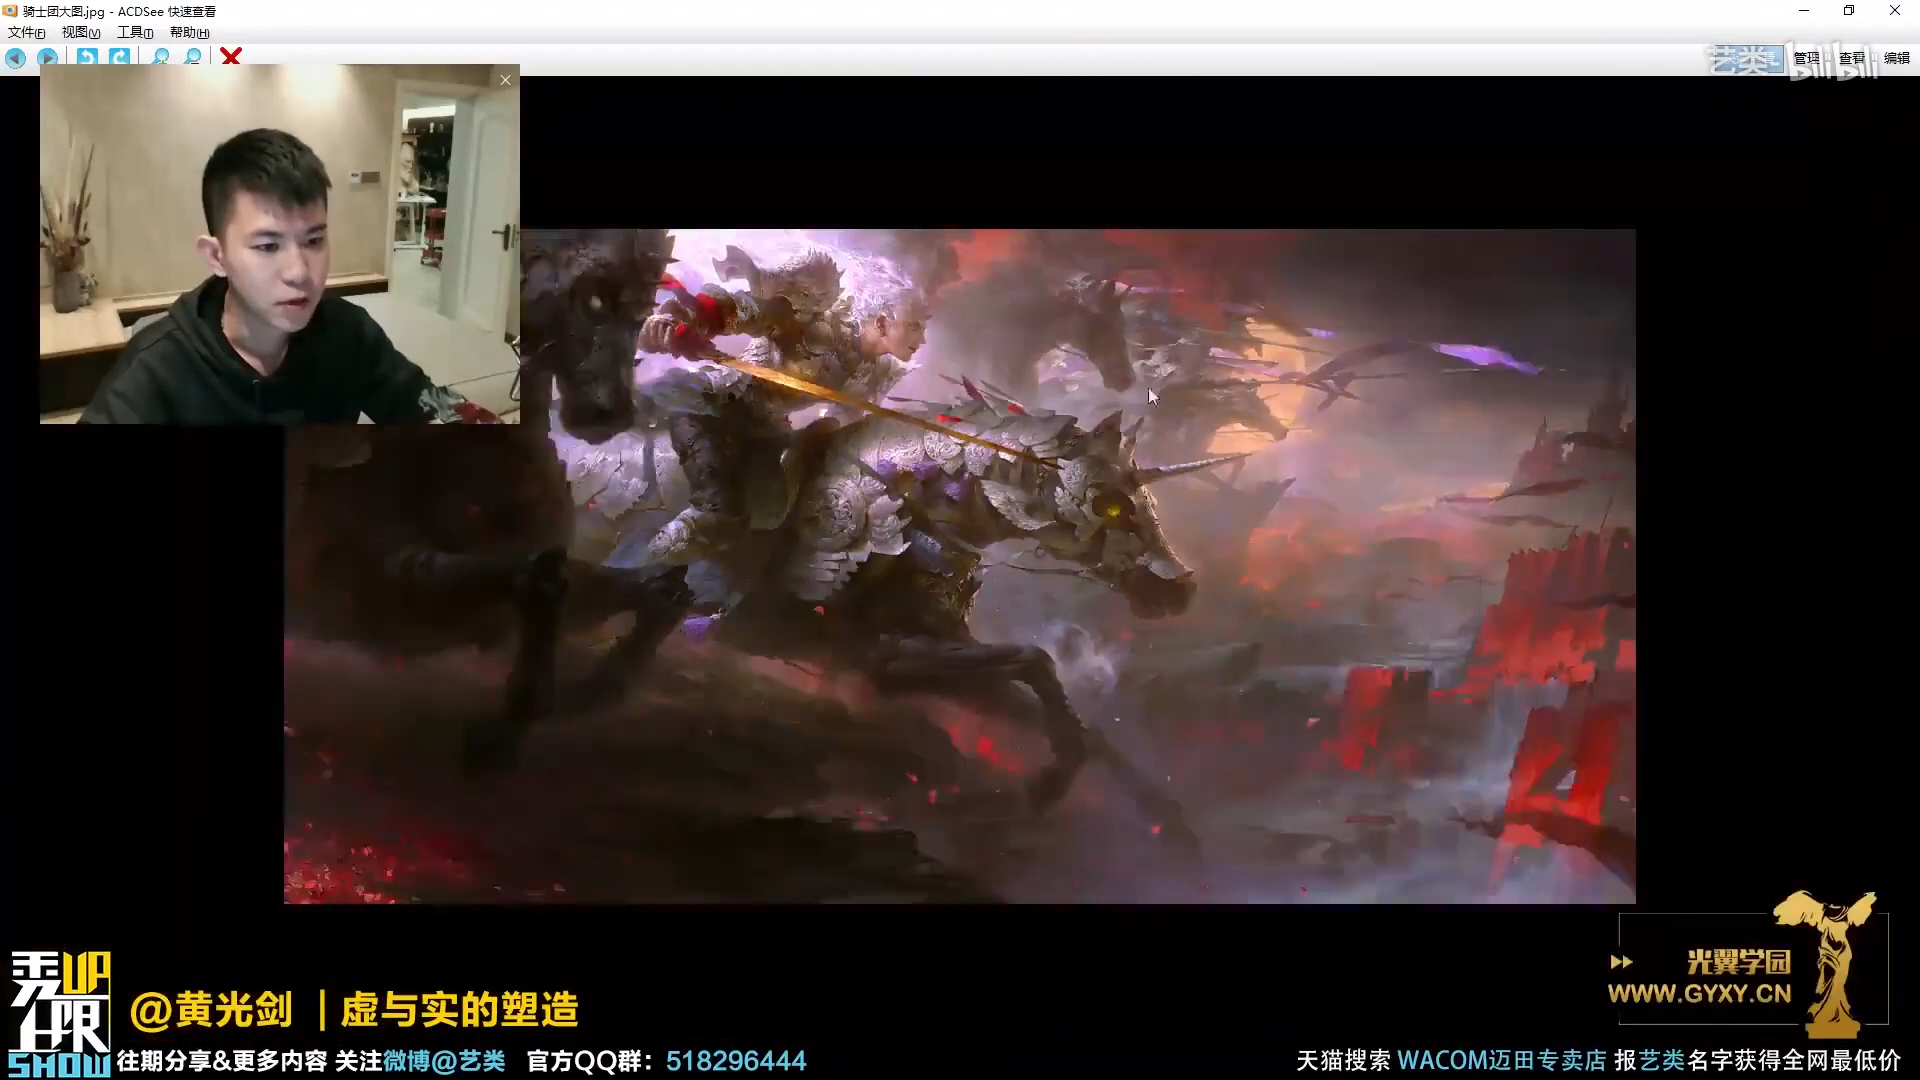 骑士团大图.jpg - ACDSee 快速查看
文件(F) 视图(V) 工具(T) 帮助(H)
艺类 bilibili
管理 查看 编辑
秀UP
HR
SHOW
@黄光剑 | 虚与实的塑造
往期分享&更多内容 关注微博@艺类 官方QQ群：518296444
光翼学园
WWW.GYXY.CN
天猫搜索 WACOM迈田专卖店 报艺类名字获得全网最低价